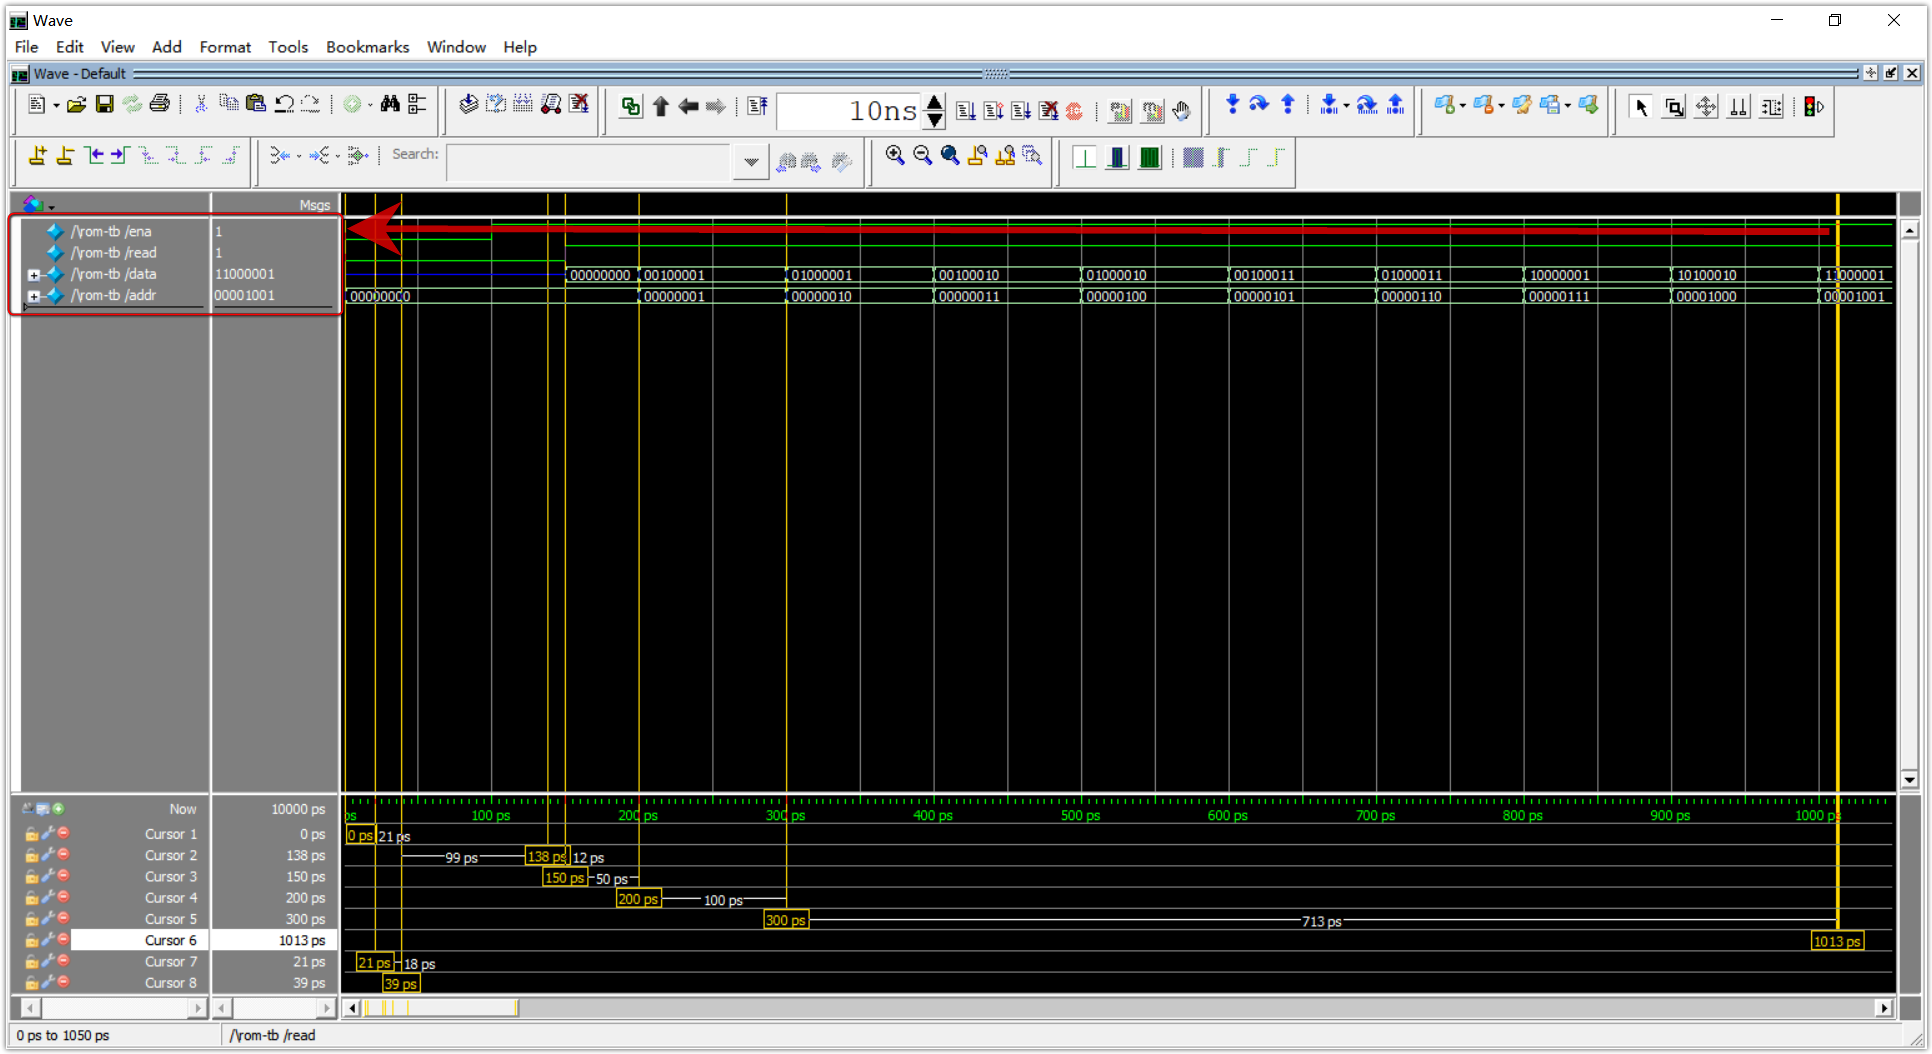 Wave
File Edit View Add Format Tools Bookmarks Window Help
Wave - Default
10ns
Search:
Msgs
/\rom-tb /ena 1
/\rom-tb /read 1
/\rom-tb /data 11000001 00000000 00100001 01000001 00100010 01000010 00100011 01000011 10000001 10100010 11000001
/\rom-tb /addr 00001001 00000000 00000001 00000010 00000011 00000100 00000101 00000110 00000111 00001000 00001001
Now 10000 ps ps 100 ps 200 ps 300 ps 400 ps 500 ps 600 ps 700 ps 800 ps 900 ps 1000 p
Cursor 1 0 ps 0 ps 21 ps
Cursor 2 138 ps 99 ps 138 ps 12 ps
Cursor 3 150 ps 150 ps 50 ps
Cursor 4 200 ps 200 ps 100 ps
Cursor 5 300 ps 300 ps 713 ps
Cursor 6 1013 ps 1013 ps
Cursor 7 21 ps 21 ps 18 ps
Cursor 8 39 ps 39 ps
0 ps to 1050 ps /\rom-tb /read